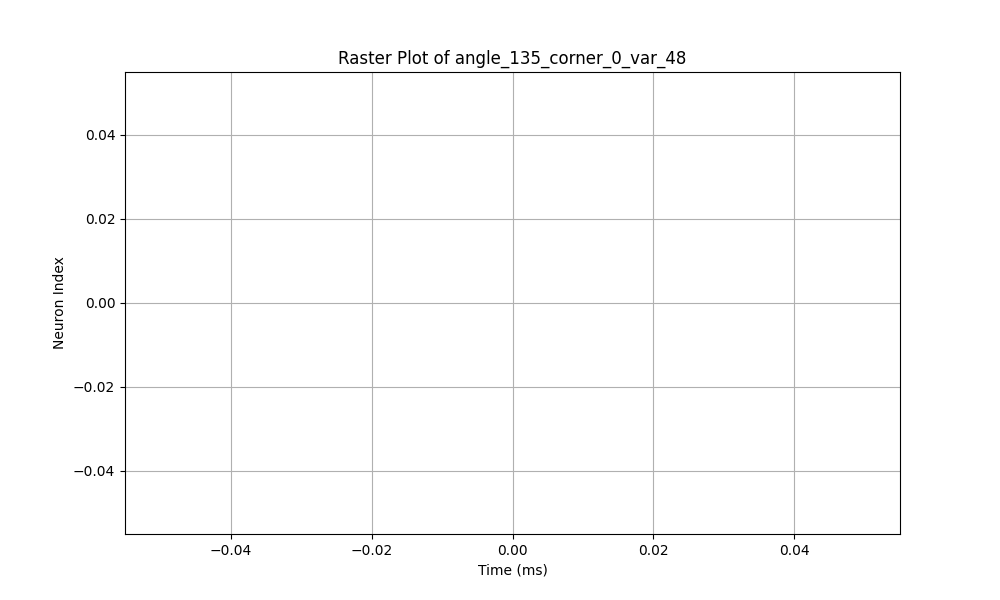 Raster Plot of angle_135_corner_0_var_48
0.04
0.02
0.00
−0.02
−0.04
Neuron Index
−0.04 −0.02 0.00 0.02 0.04
Time (ms)